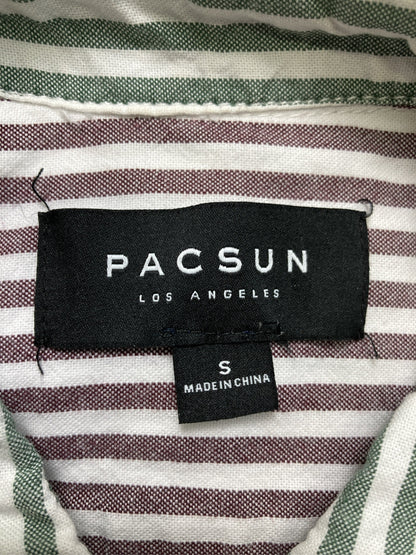 PACSUN
LOS ANGELES
S
MADE IN CHINA